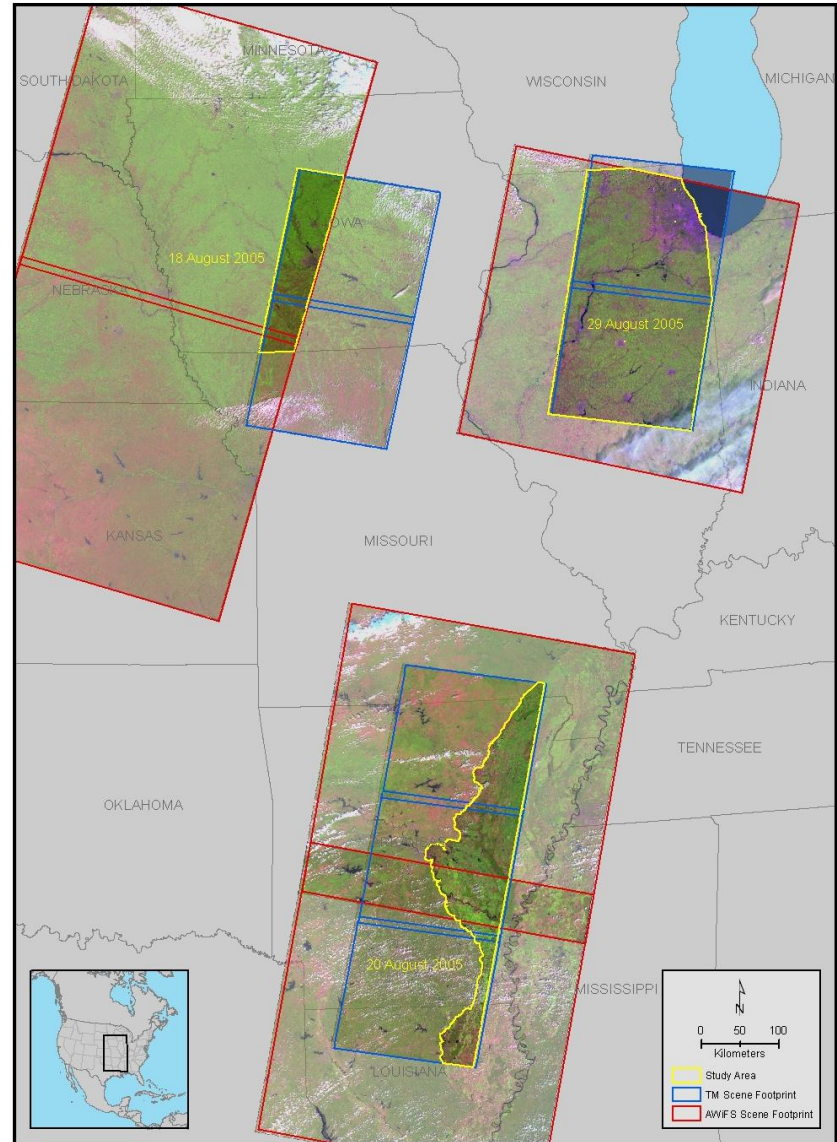 MINNESOTA
SOUTH DAKOTA
WISCONSIN
MICHIGAN
IOWA
18 August 2005
NEBRASKA
29 August 2005
INDIANA
KANSAS
MISSOURI
KENTUCKY
TENNESSEE
OKLAHOMA
20 August 2005
MISSISSIPPI
LOUISIANA
N
0 50 100
Kilometers
Study Area
TM Scene Footprint
AWiFS Scene Footprint